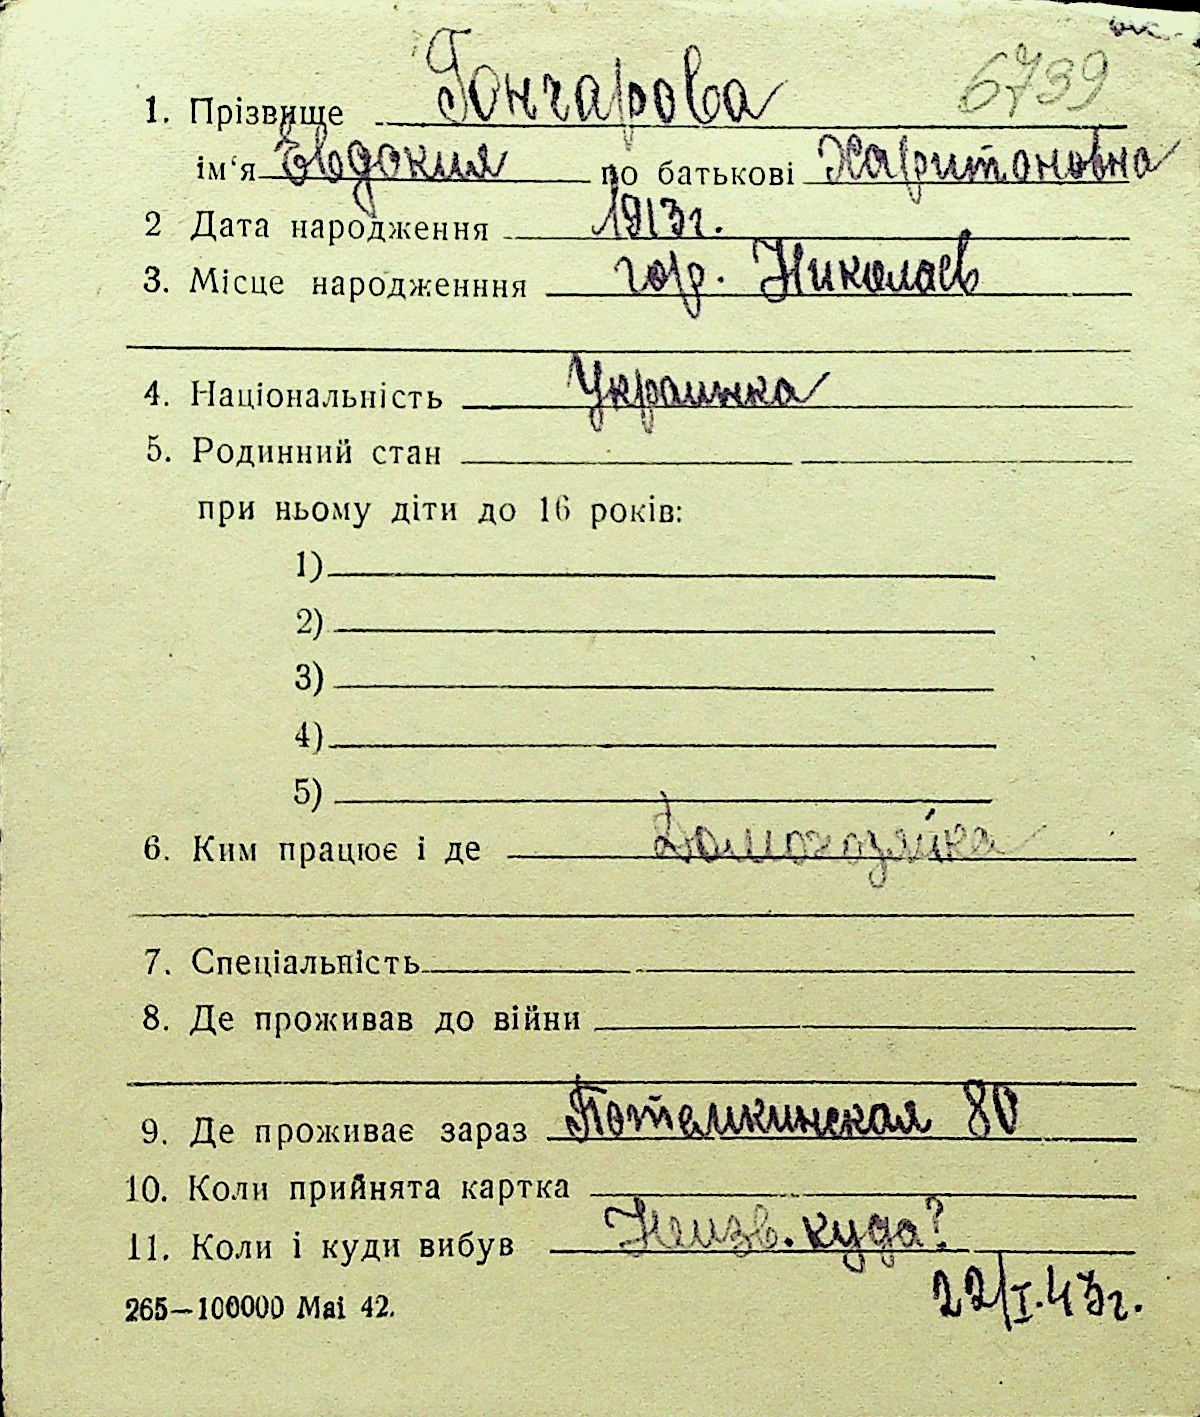 6739
1. Прізвище Гончарова
ім'я Евдокия по батькові Харитоновна
2 Дата народження 1913г.
3. Місце народженння гор. Николаев
4. Національність Украинка
5. Родинний стан
при ньому діти до 16 років:
1)
2)
3)
4)
5)
6. Ким працює і де Домохозяйка
7. Спеціальність
8. Де проживав до війни
9. Де проживає зараз Потемкинская 80
10. Коли прийнята картка
11. Коли і куди вибув Неизв. куда?
22/I.43г.
265—100000 Mai 42.